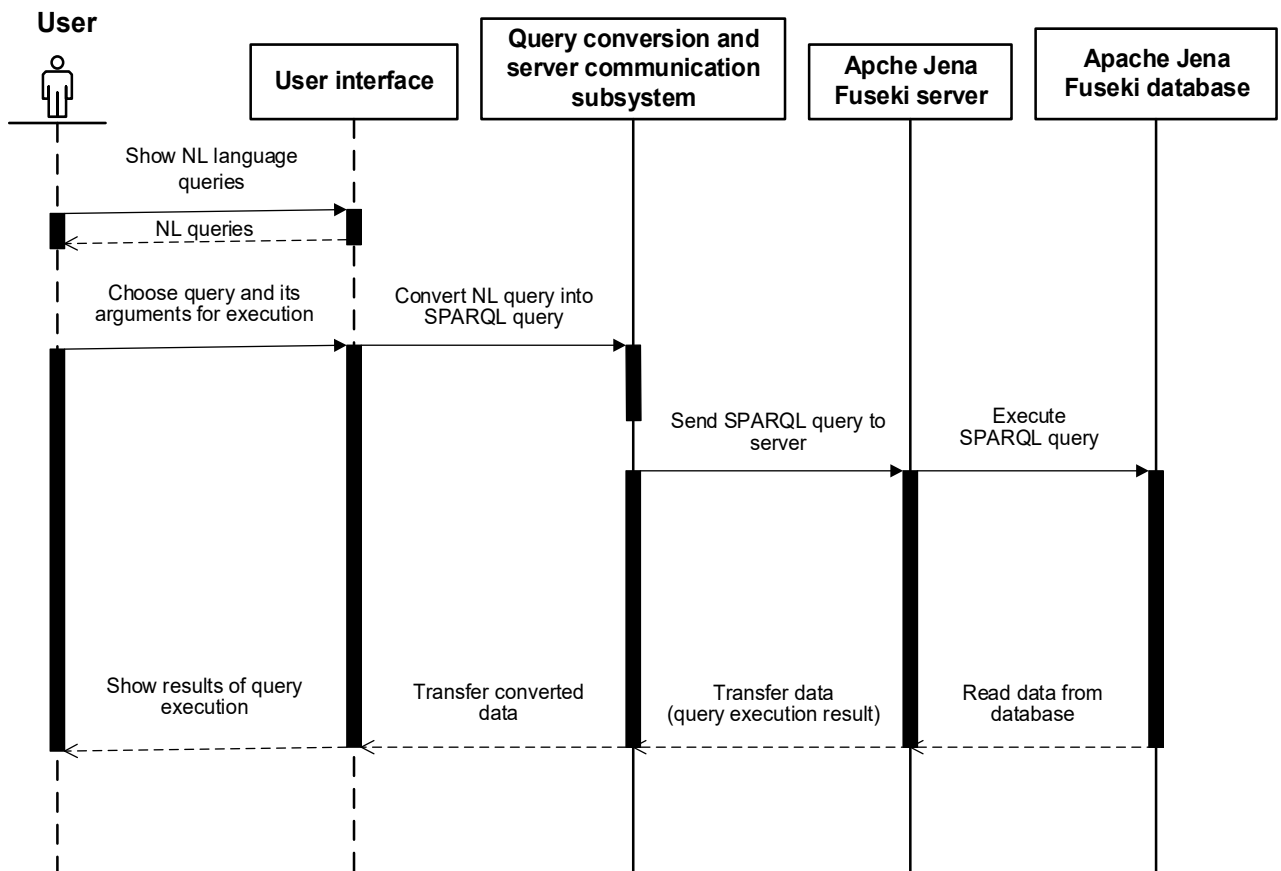 User
User interface
Query conversion and
server communication
subsystem
Apche Jena
Fuseki server
Apache Jena
Fuseki database
Show NL language
queries
NL queries
Choose query and its
arguments for execution
Convert NL query into
SPARQL query
Send SPARQL query to
server
Execute
SPARQL query
Show results of query
execution
Transfer converted
data
Transfer data
(query execution result)
Read data from
database